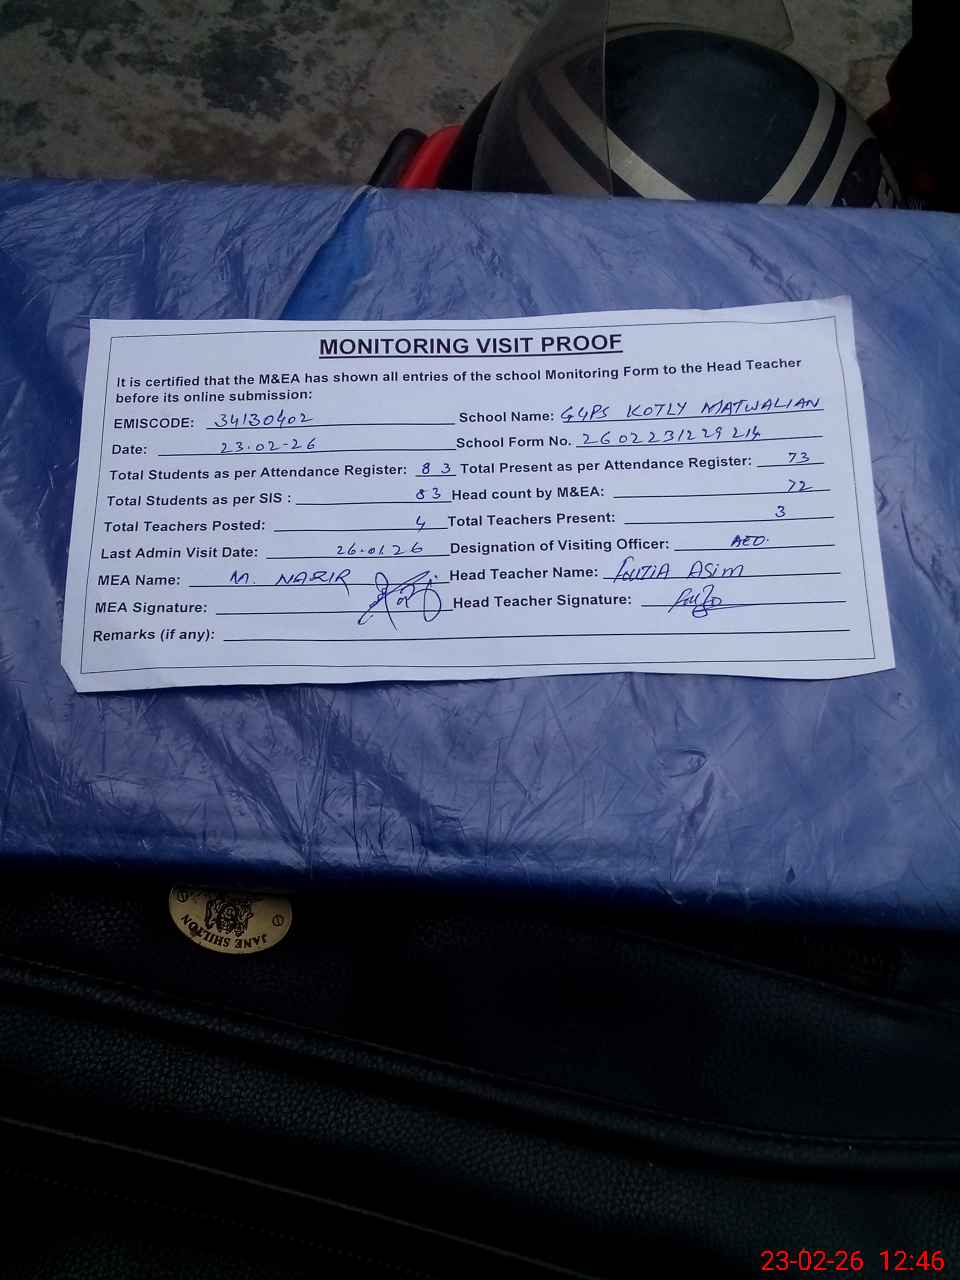 MONITORING VISIT PROOF
It is certified that the M&EA has shown all entries of the school Monitoring Form to the Head Teacher
before its online submission:
EMISCODE: 34130402 School Name: G4PS KOTLY MATWALIAN
Date: 23.02-26 School Form No. 2602231229214
Total Students as per Attendance Register: 83 Total Present as per Attendance Register: 73
Total Students as per SIS : 83 Head count by M&EA: 72
Total Teachers Posted: 4 Total Teachers Present: 3
Last Admin Visit Date: 26.01.26 Designation of Visiting Officer: AEO.
MEA Name: M. Head Teacher Name: ASIM
MEA Signature: Head Teacher Signature:
Remarks (if any):
JANE SHILTON
23-02-26 12:46